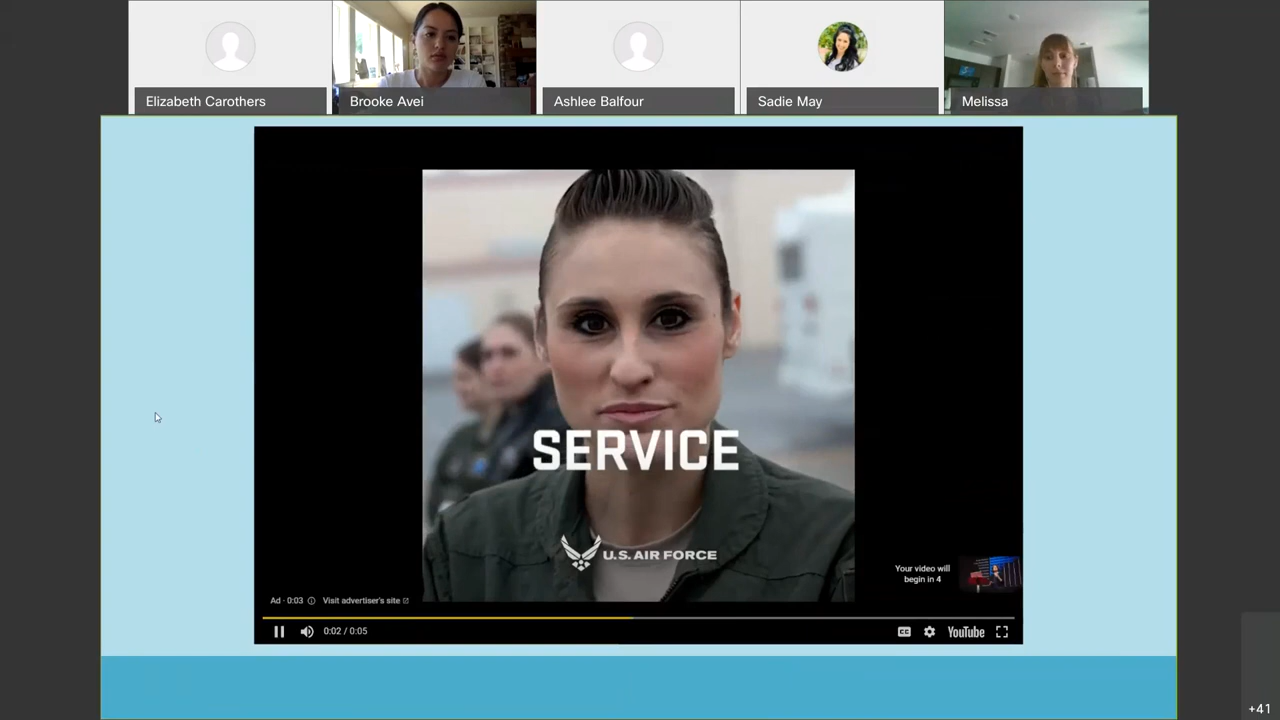 Elizabeth Carothers
Brooke Avei
Ashlee Balfour
Sadie May
Melissa
SERVICE
U.S. AIR FORCE
Your video will
begin in 4
Ad · 0:03
Visit advertiser's site
0:02 / 0:05
CC
YouTube
+41